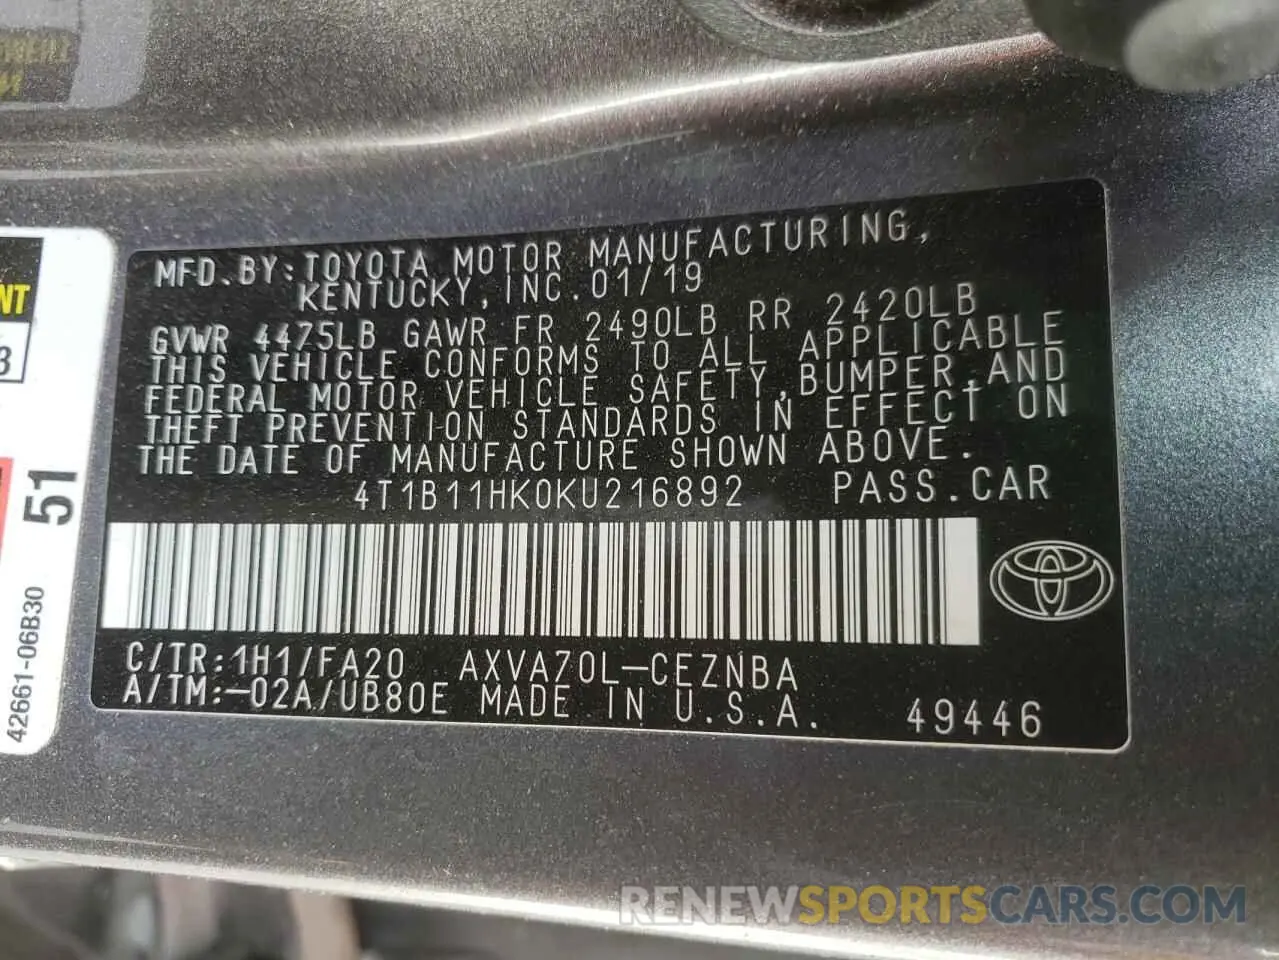 MFD.BY:TOYOTA MOTOR MANUFACTURING,
KENTUCKY,INC.01/19
GVWR 4475LB GAWR FR 2490LB RR 2420LB
THIS VEHICLE CONFORMS TO ALL APPLICABLE
FEDERAL MOTOR VEHICLE SAFETY,BUMPER,AND
THEFT PREVENTION STANDARDS IN EFFECT ON
THE DATE OF MANUFACTURE SHOWN ABOVE.
4T1B11HK0KU216892 PASS.CAR
C/TR:1H1/FA20 AXVA70L-CEZNBA
A/TM:-02A/UB80E MADE IN U.S.A. 49446
NT
3
51
42661-06B30
RENEWSPORTSCARS.COM